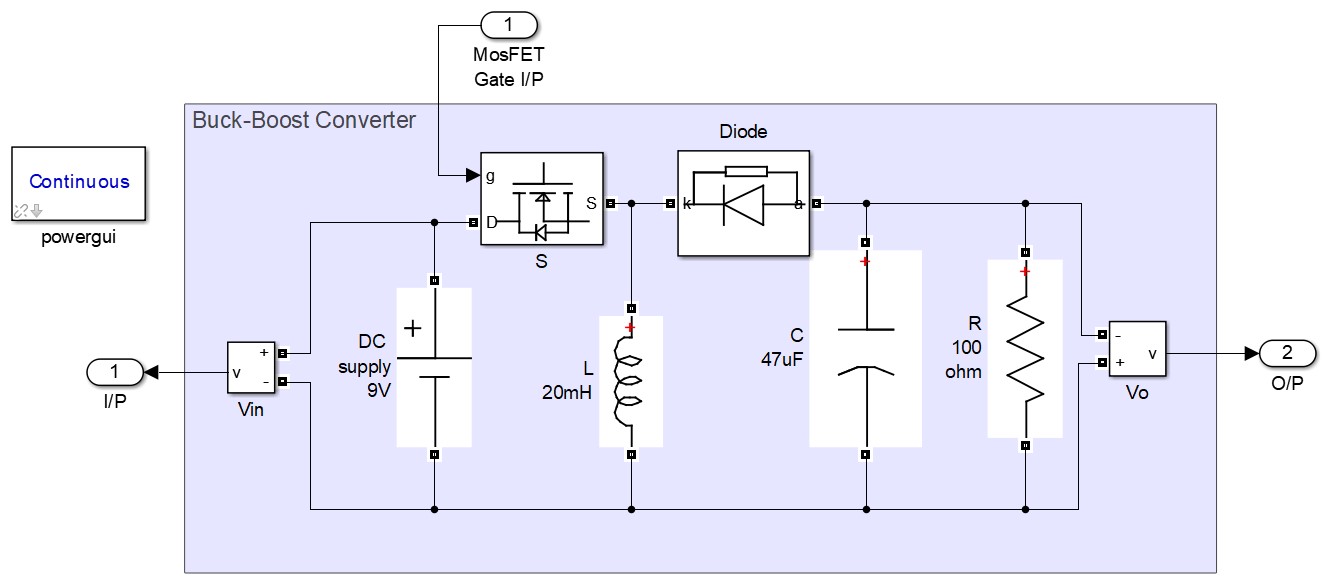 1
MosFET
Gate I/P
Buck-Boost Converter
Continuous
powergui
g
D
S
S
Diode
k
a
+
DC
supply
9V
+
L
20mH
+
C
47uF
+
R
100
ohm
-
+
v
Vo
2
O/P
+
-
v
Vin
1
I/P